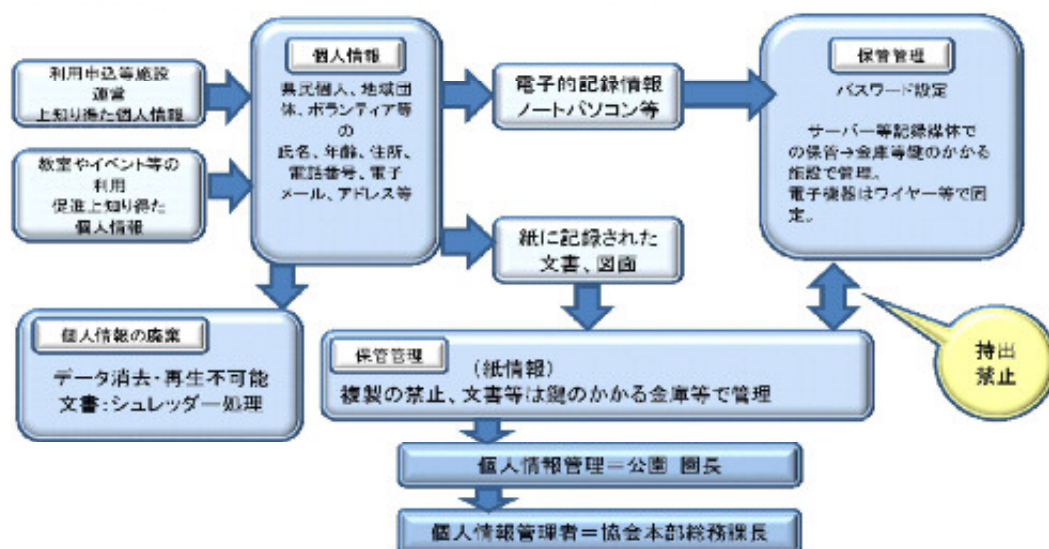 利用申込等施設
運営
上知り得た個人情報
教室やイベント等の
利用
促進上知り得た
個人情報
個人情報
県民個人、地域団
体、ボランティア等
の
氏名、年齢、住所、
電話番号、電子
メール、アドレス等
電子的記録情報
ノートパソコン等
紙に記録された
文書、図面
保管管理
パスワード設定
サーバー等記録媒体で
の保管→金庫等鍵のかかる
施設で管理。
電子機器はワイヤー等で固
定。
持出
禁止
個人情報の廃棄
データ消去・再生不可能
文書:シュレッダー処理
保管管理
(紙情報)
複製の禁止、文書等は鍵のかかる金庫等で管理
個人情報管理=公園 園長
個人情報管理者=協会本部総務課長